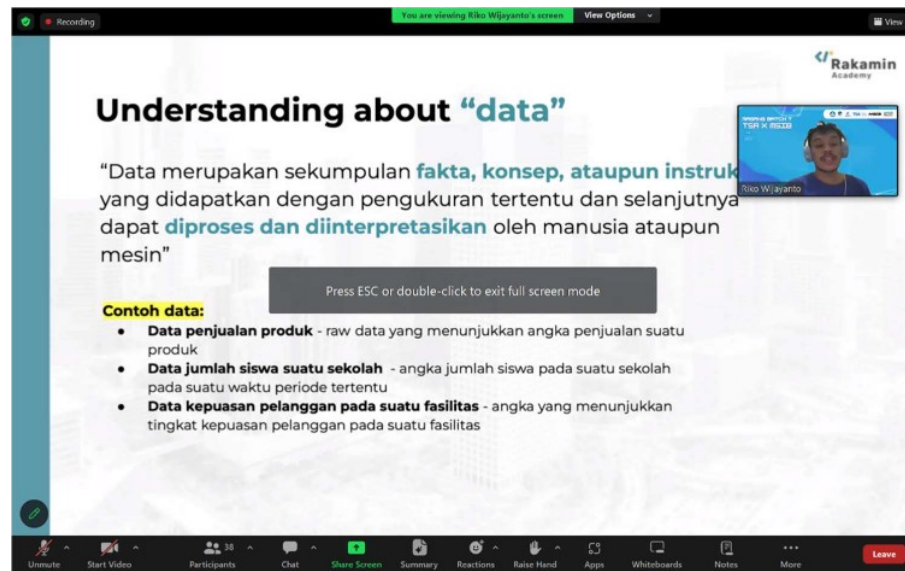 Recording
You are viewing Riko Wijayanto's screen
View Options
View
Rakamin
Academy
Understanding about “data”
TSA X MSIB
Riko Wijayanto
“Data merupakan sekumpulan fakta, konsep, ataupun instruk
yang didapatkan dengan pengukuran tertentu dan selanjutnya
dapat diproses dan diinterpretasikan oleh manusia ataupun
mesin”
Press ESC or double-click to exit full screen mode
Contoh data:
● Data penjualan produk - raw data yang menunjukkan angka penjualan suatu
produk
● Data jumlah siswa suatu sekolah - angka jumlah siswa pada suatu sekolah
pada suatu waktu periode tertentu
● Data kepuasan pelanggan pada suatu fasilitas - angka yang menunjukkan
tingkat kepuasan pelanggan pada suatu fasilitas
Unmute
Start Video
38
Participants
Chat
Share Screen
Summary
Reactions
Raise Hand
Apps
Whiteboards
Notes
More
Leave